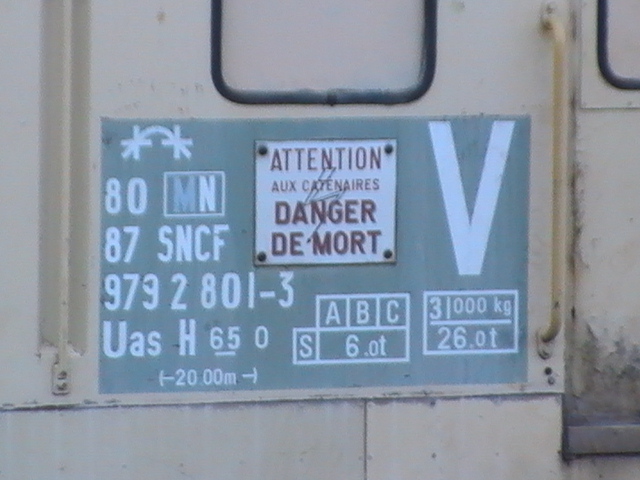 80 MN
87 SNCF
979 2 801-3
Uas H 65 0
(-20.00m-)
ATTENTION
AUX CATENAIRES
DANGER
DE MORT
V
A B C
S 6.0t
31000 kg
26.0t